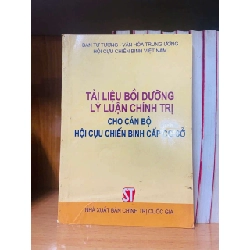 BAN TƯ TƯỞNG - VĂN HÓA TRUNG ƯƠNG
HỘI CỰU CHIẾN BINH VIỆT NAM
TÀI LIỆU BỒI DƯỠNG
LÝ LUẬN CHÍNH TRỊ
CHO CÁN BỘ
HỘI CỰU CHIẾN BINH CẤP CƠ SỞ
ST
NHÀ XUẤT BẢN CHÍNH TRỊ QUỐC GIA